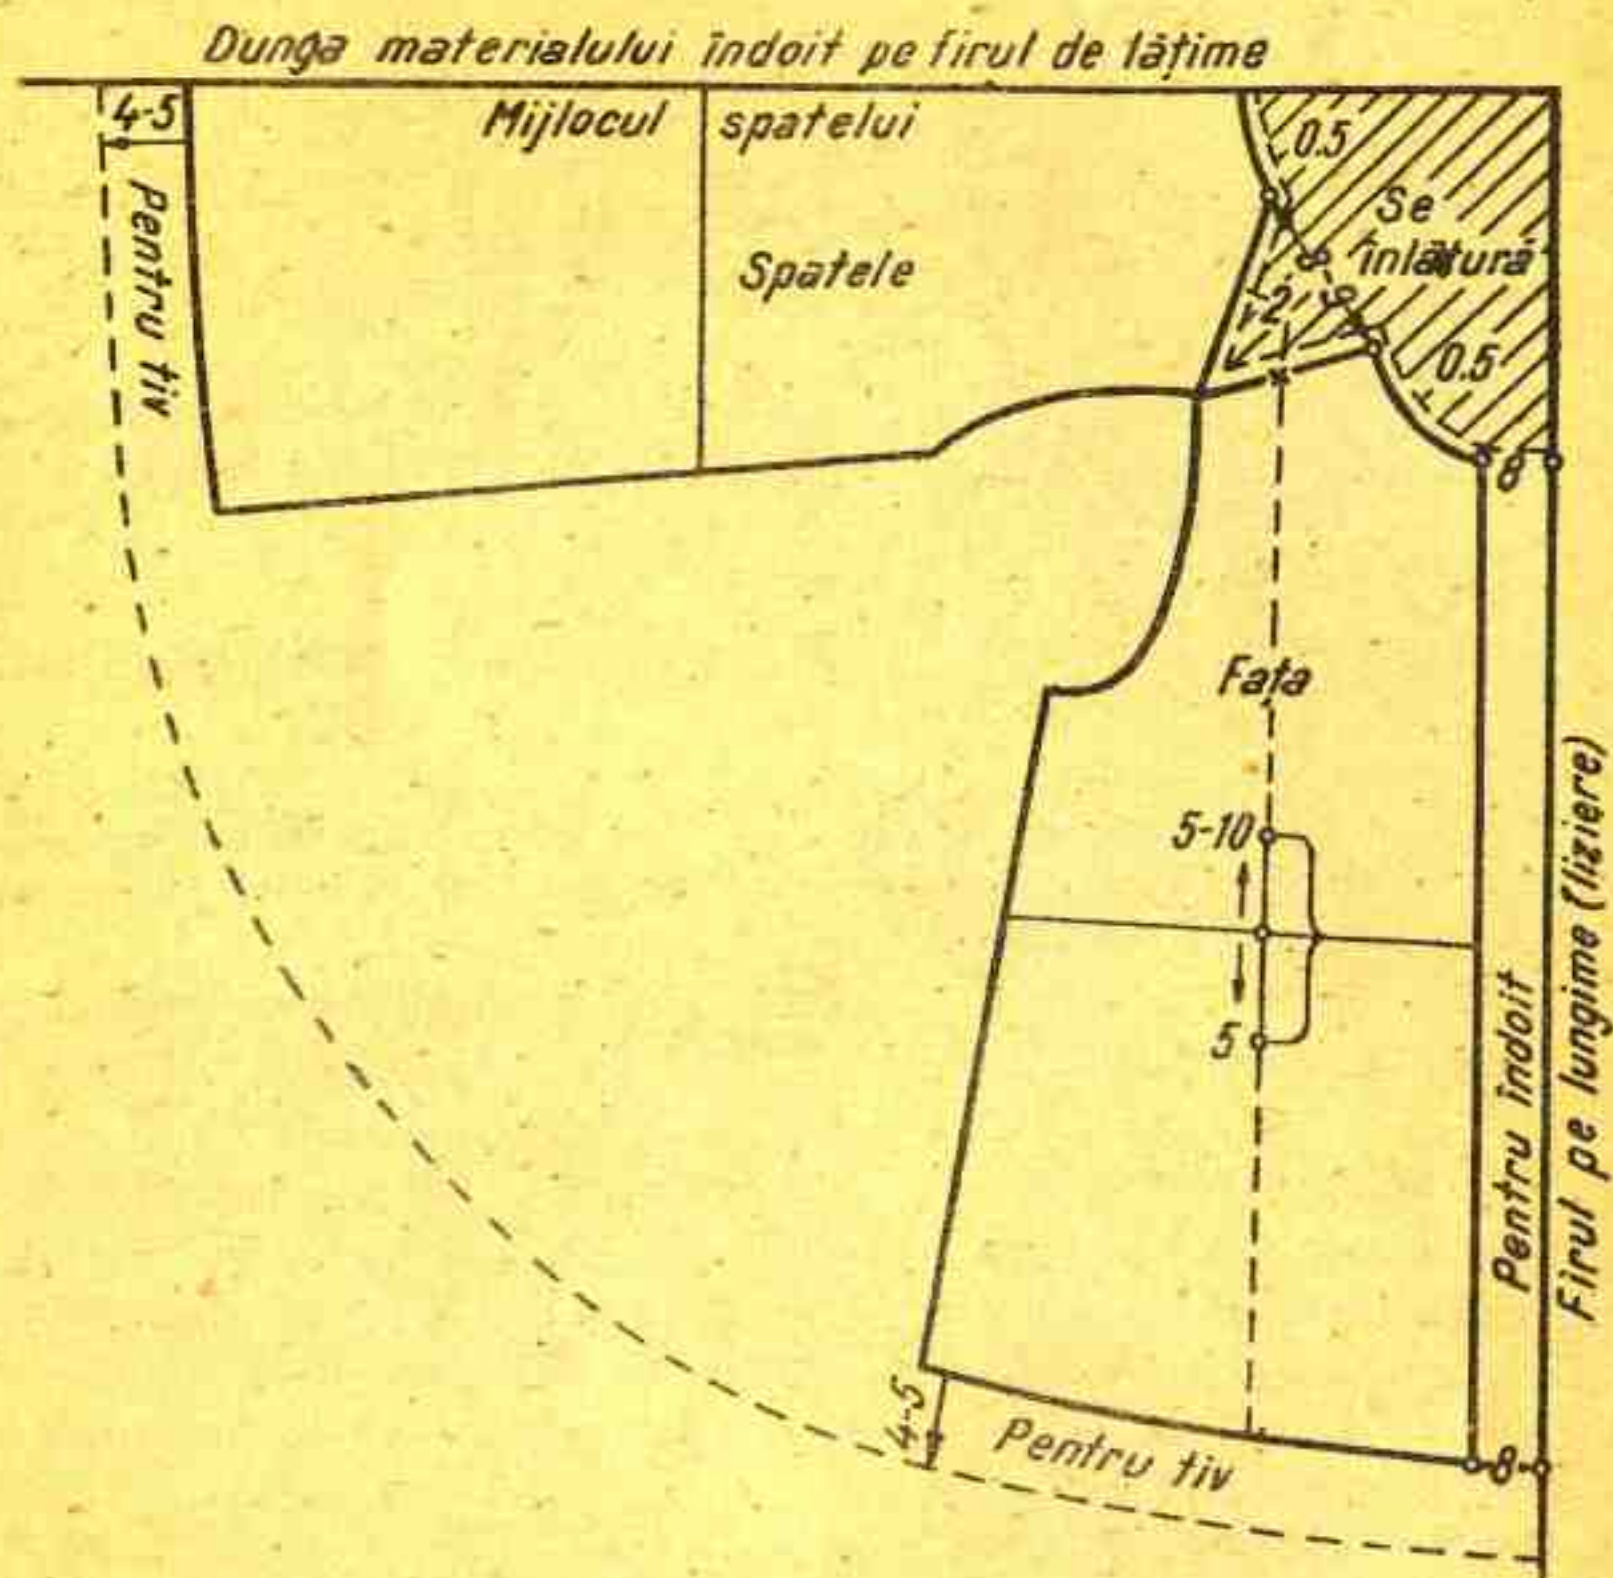 Dunga materialului îndoit pe firul de lățime
4-5
Mijlocul spatelui
0.5
Pentru tiv
Se
înlătură
Spatele
2
0.5
8
Fața
5-10
5
Pentru îndoit
Firul pe lungime (liziere)
4-5
Pentru tiv
8